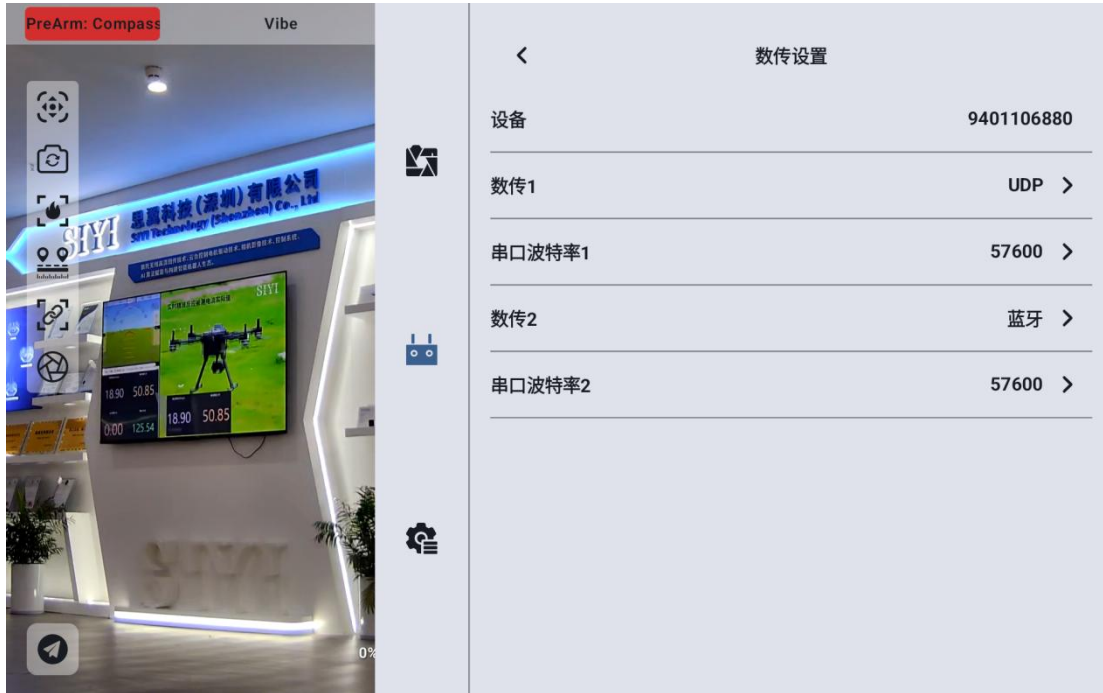 PreArm: Compass
Vibe
数传设置
设备
9401106880
数传1
UDP
串口波特率1
57600
数传2
蓝牙
串口波特率2
57600
思翼科技(深圳)有限公司
SIYI
SIYI Technology (Shenzhen) Co., Ltd
SIYI
18.90
50.85
0.00
125.54
18.90
50.85
SIYI
0%